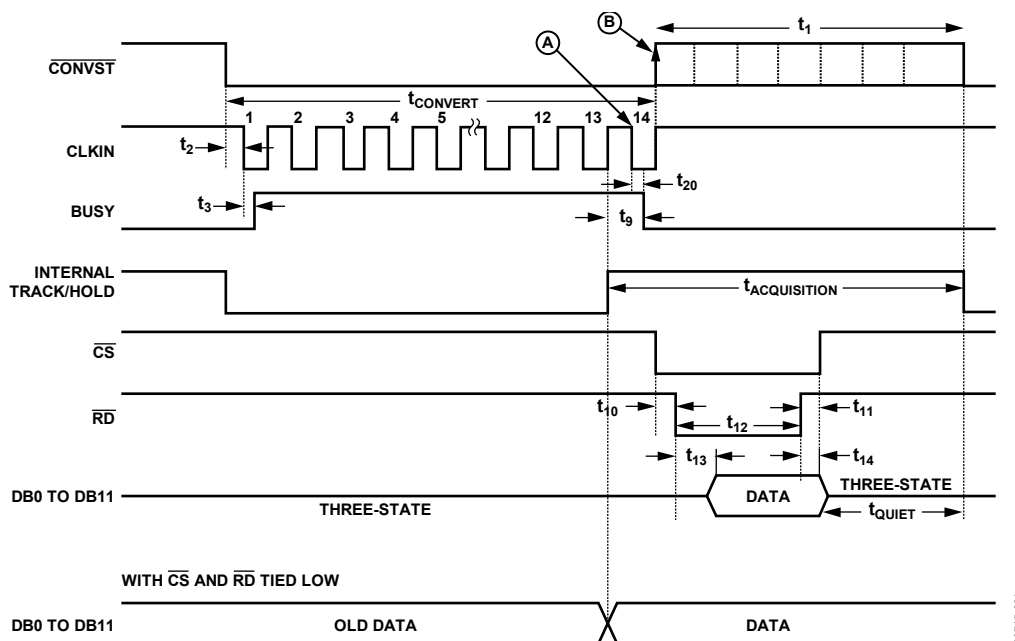 B
t1
A
CONVST
tCONVERT
1 2 3 4 5 12 13 14
t2
CLKIN
t20
t3
BUSY
t9
INTERNAL
TRACK/HOLD
tACQUISITION
CS
t10
t11
RD
t12
t13
t14
DB0 TO DB11
THREE-STATE
DATA
THREE-STATE
tQUIET
WITH CS AND RD TIED LOW
DB0 TO DB11
OLD DATA
DATA